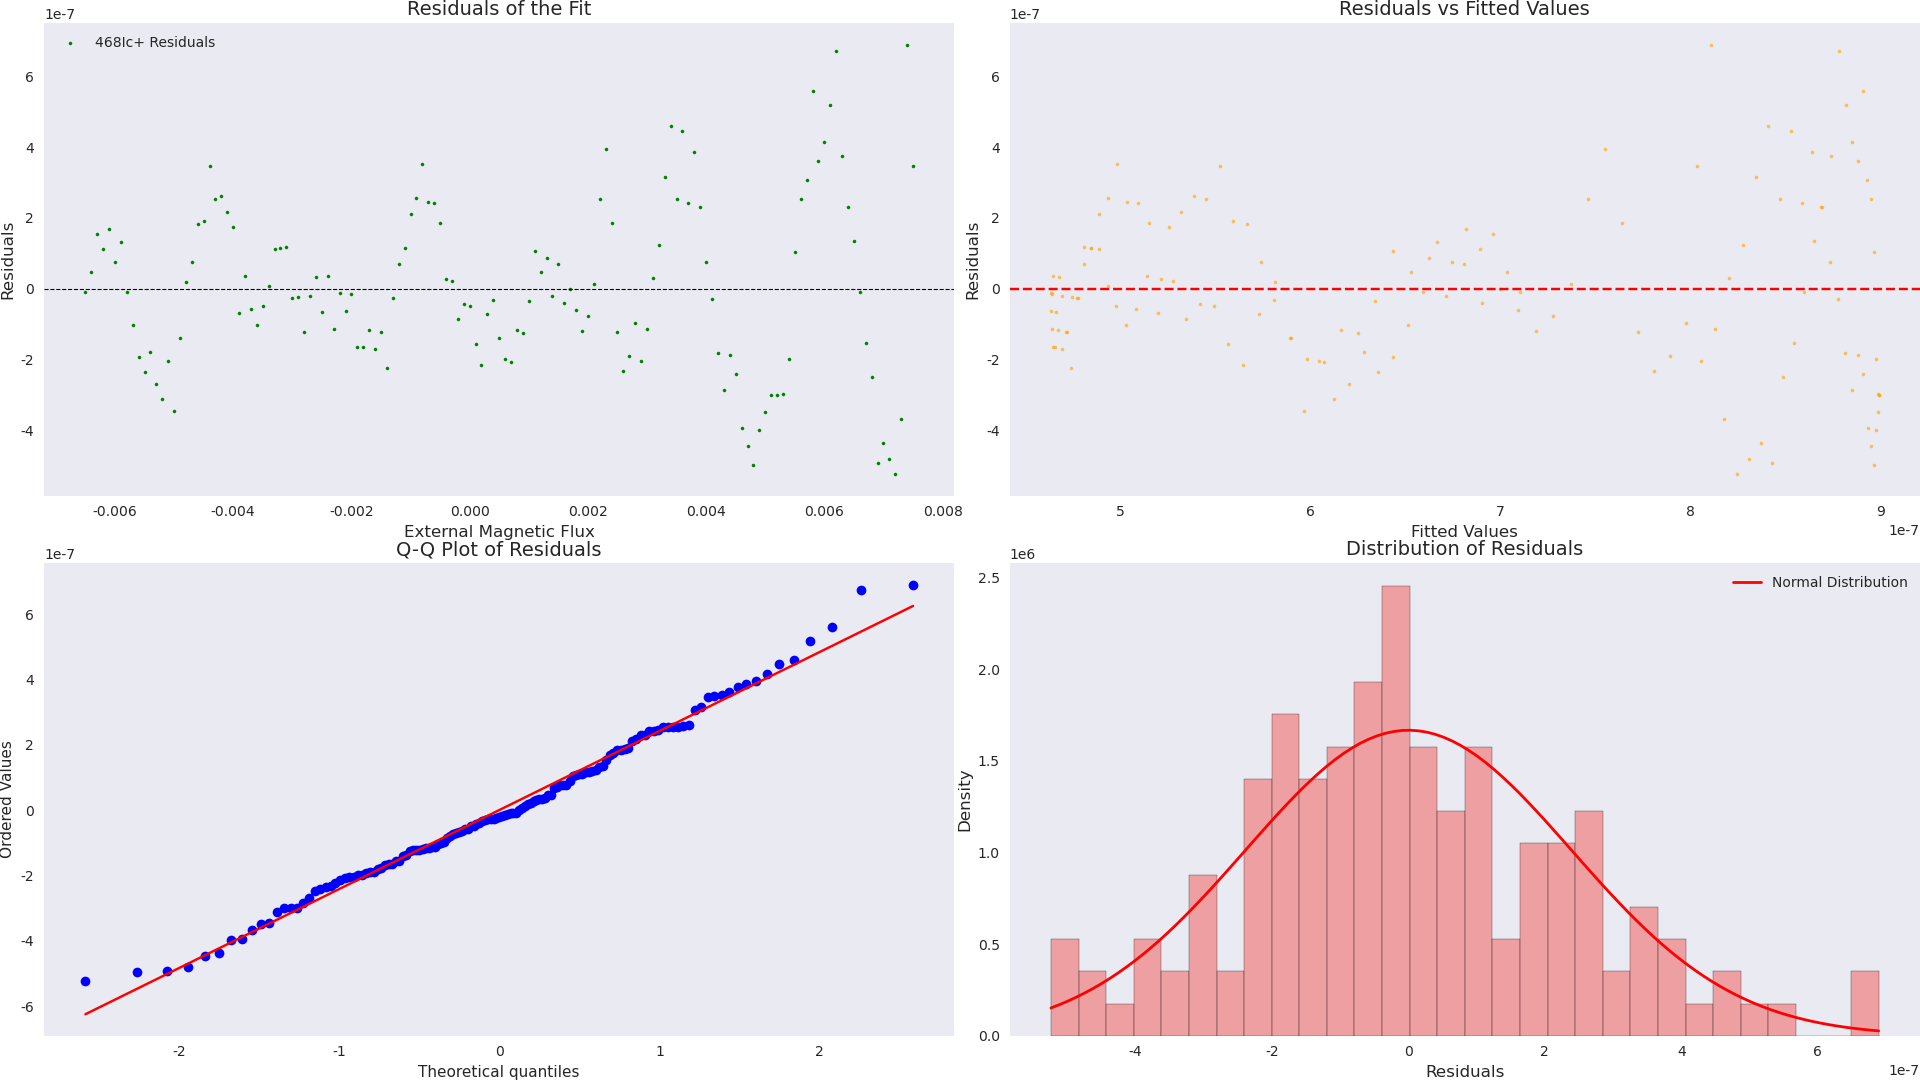 Residuals of the Fit
1e-7
468Ic+ Residuals
6
4
2
0
-2
-4
Residuals
-0.006 -0.004 -0.002 0.000 0.002 0.004 0.006 0.008
External Magnetic Flux
Residuals vs Fitted Values
1e-7
6
4
2
0
-2
-4
Residuals
5 6 7 8 9
1e-7
Fitted Values
Q-Q Plot of Residuals
1e-7
6
4
2
0
-2
-4
-6
Ordered Values
-2 -1 0 1 2
Theoretical quantiles
Distribution of Residuals
1e6
Normal Distribution
2.5
2.0
1.5
1.0
0.5
0.0
Density
-4 -2 0 2 4 6
1e-7
Residuals